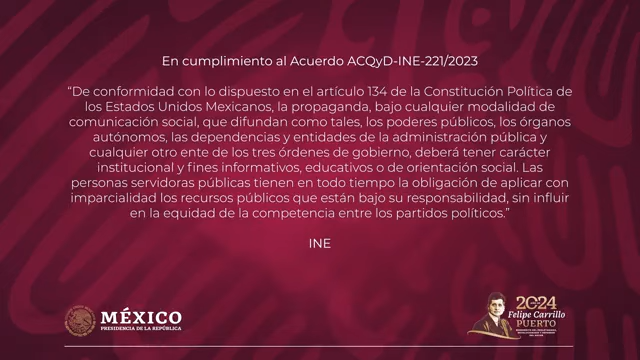 En cumplimiento al Acuerdo ACQyD-INE-221/2023
“De conformidad con lo dispuesto en el artículo 134 de la Constitución Política de
los Estados Unidos Mexicanos, la propaganda, bajo cualquier modalidad de
comunicación social, que difundan como tales, los poderes públicos, los órganos
autónomos, las dependencias y entidades de la administración pública y
cualquier otro ente de los tres órdenes de gobierno, deberá tener carácter
institucional y fines informativos, educativos o de orientación social. Las
personas servidoras públicas tienen en todo tiempo la obligación de aplicar con
imparcialidad los recursos públicos que están bajo su responsabilidad, sin influir
en la equidad de la competencia entre los partidos políticos.”
INE
MÉXICO
PRESIDENCIA DE LA REPÚBLICA
2024
Felipe Carrillo
PUERTO